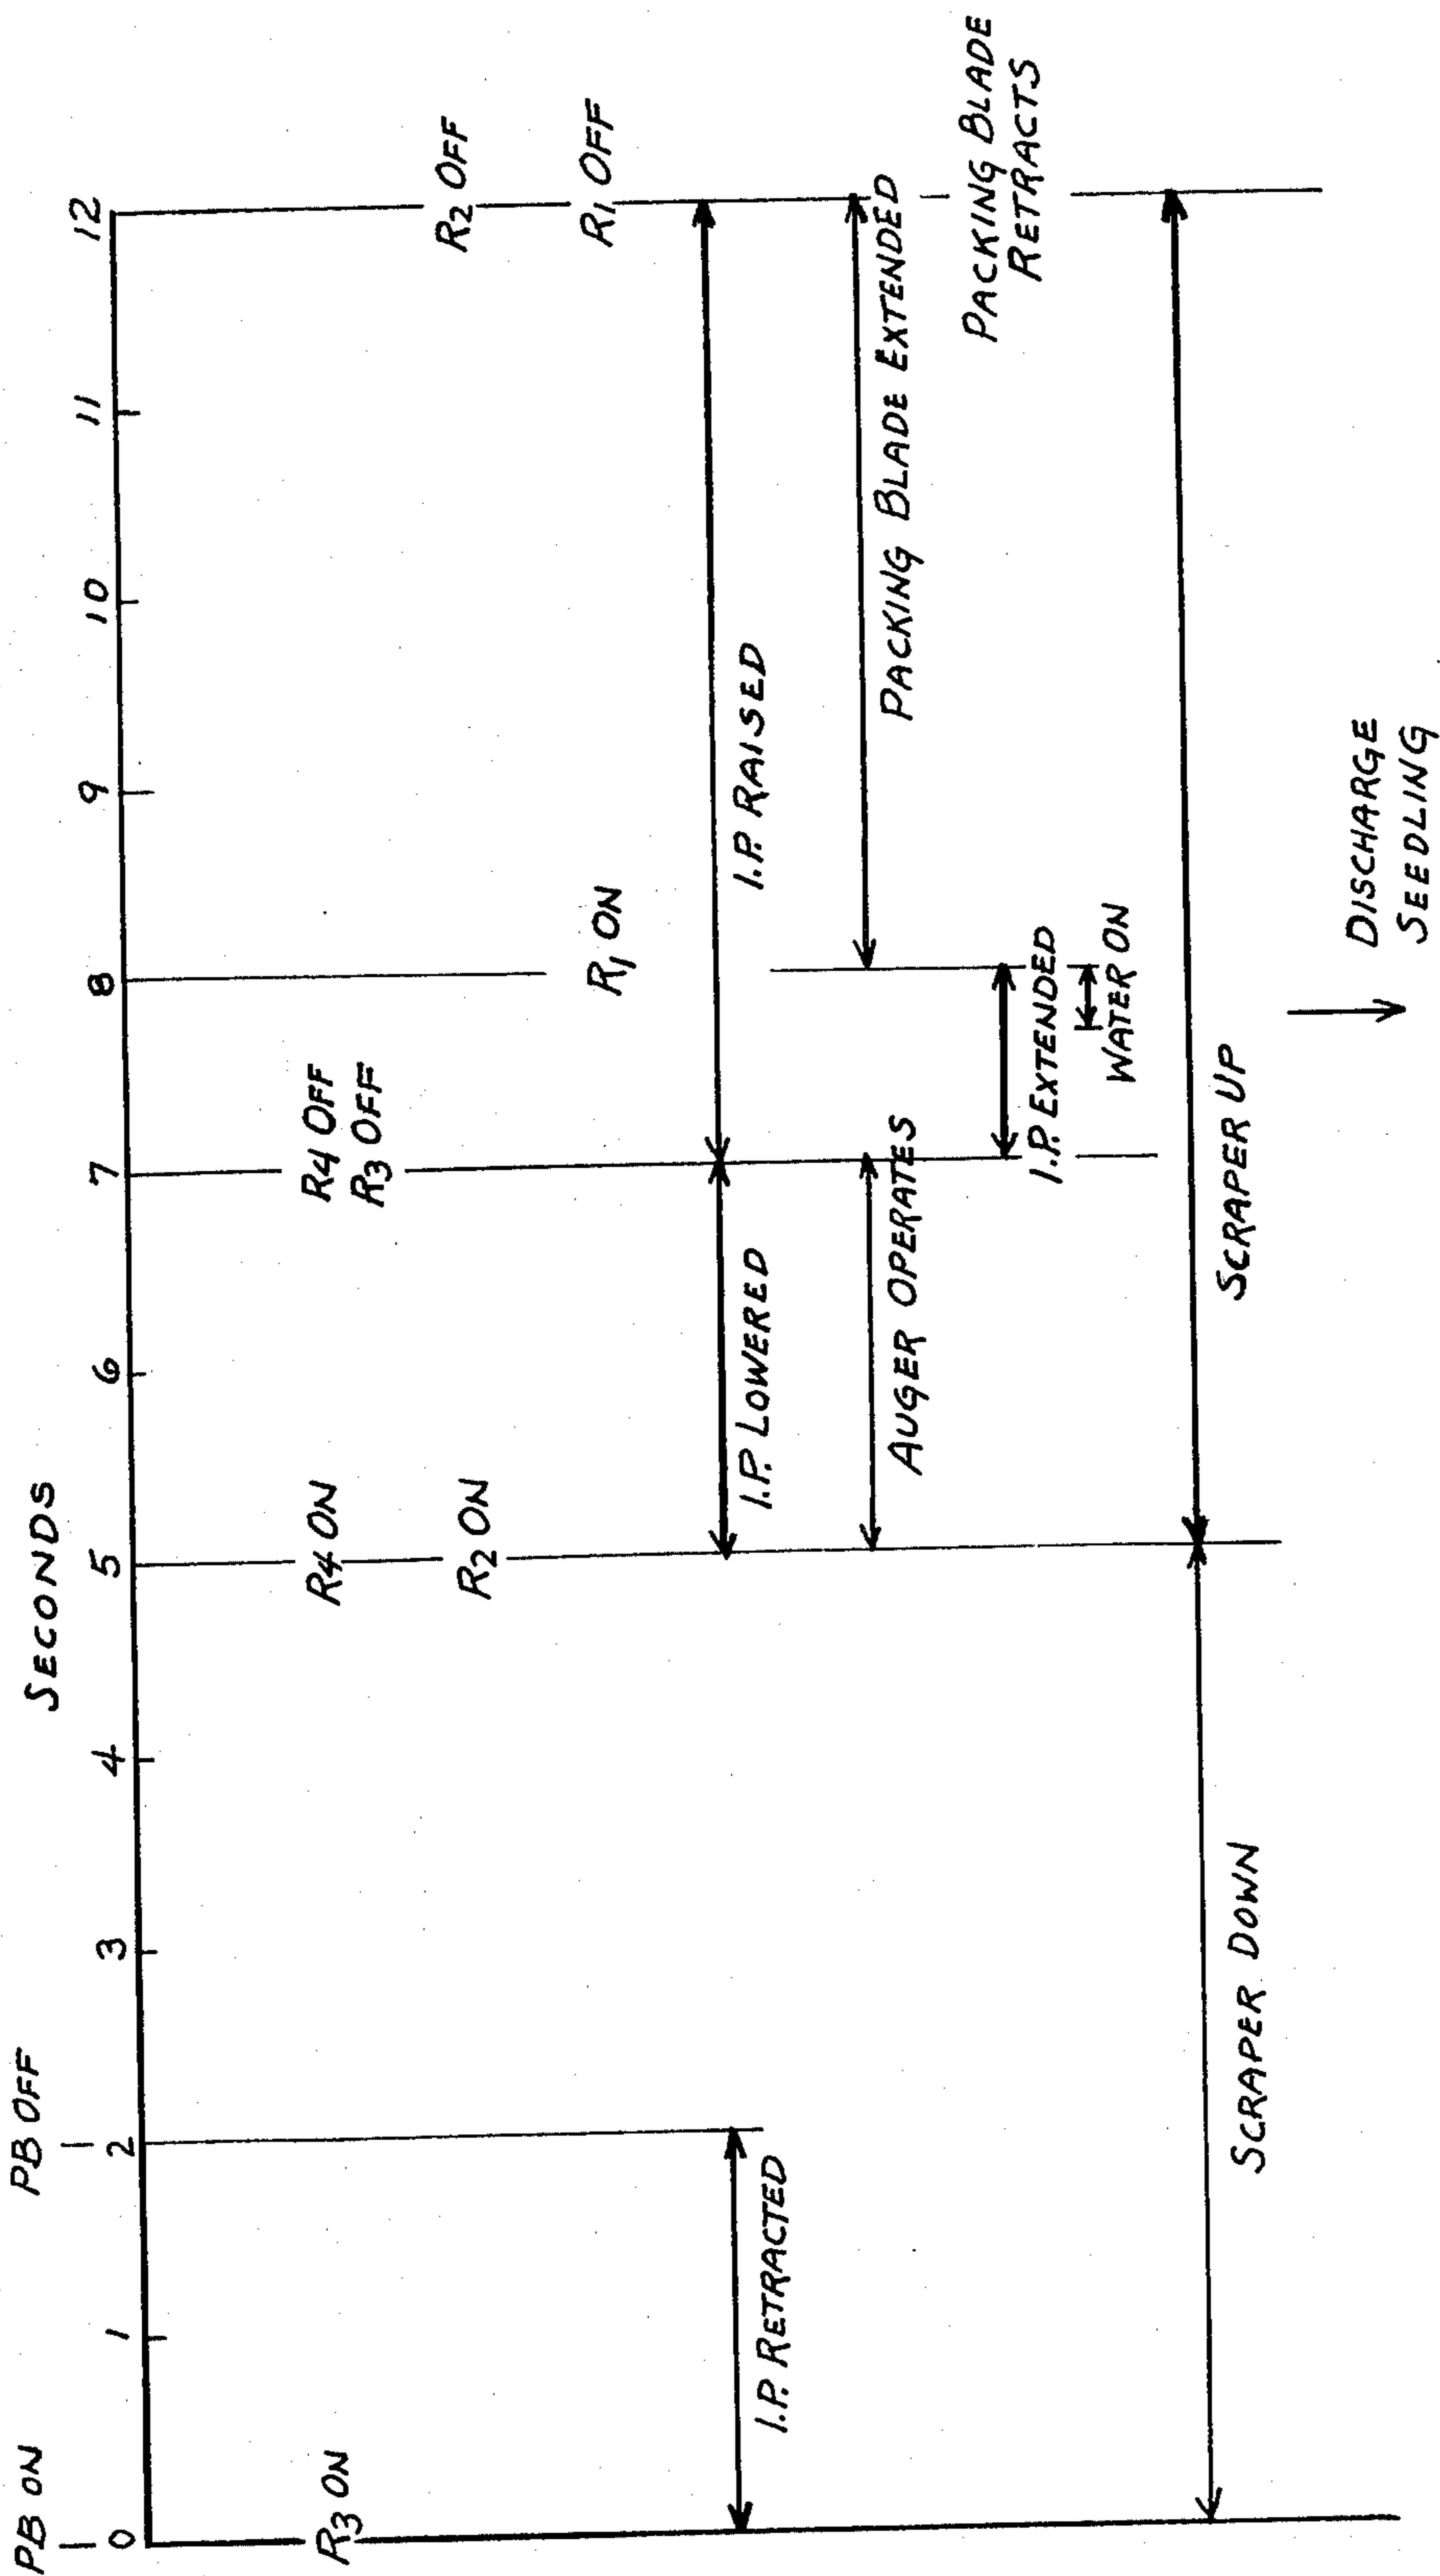 PB ON
PB OFF
SECONDS
0 1 2 3 4 5 6 7 8 9 10 11 12
R3 ON
R4 ON
R4 OFF
R3 OFF
R2 ON
R2 OFF
R1 ON
R1 OFF
I.P. RETRACTED
I.P. LOWERED
I.P. RAISED
AUGER OPERATES
PACKING BLADE EXTENDED
I.P. EXTENDED
WATER ON
PACKING BLADE
RETRACTS
SCRAPER DOWN
SCRAPER UP
DISCHARGE
SEEDLING